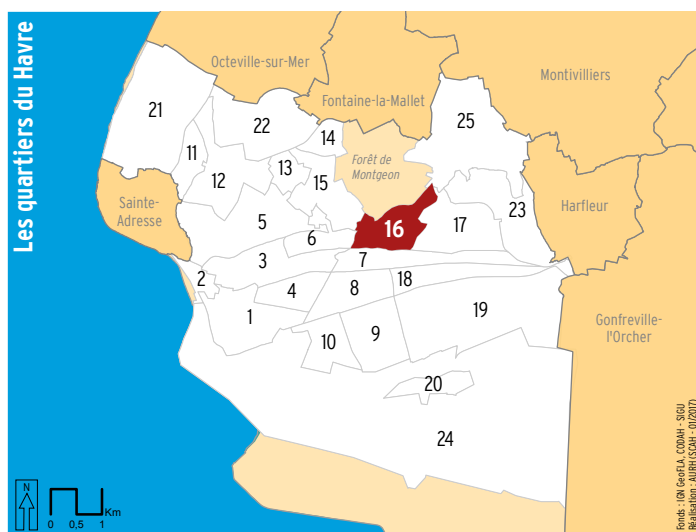 Les quartiers du Havre
Octeville-sur-Mer
Montivilliers
Fontaine-la-Mallet
21
22
14
25
11
13
Forêt de
Montgeon
12
15
Sainte-
Adresse
Harfleur
5
16
17
23
6
3
7
2
18
4
8
1
19
Gonfreville-
l'Orcher
10
9
20
24
N
0 0,5 1 Km
Fonds : IGN GeoFLA, CODAH - SIGU
Réalisation : AURH (SCAH - 01/2017)